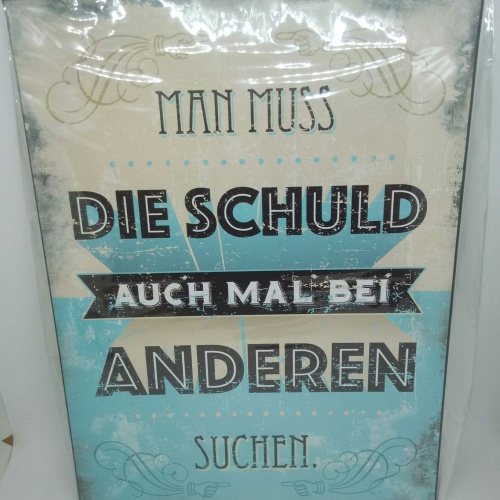 MAN MUSS
DIE SCHULD
AUCH MAL BEI
ANDEREN
SUCHEN.